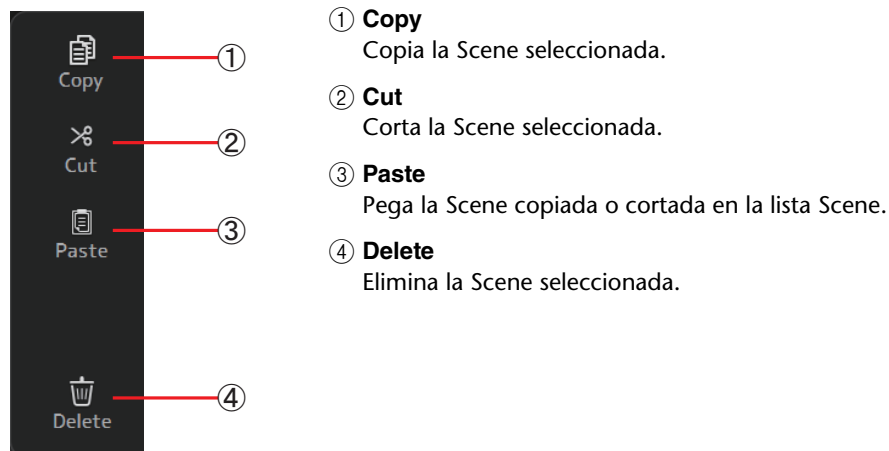 Copy
①
Cut
②
Paste
③
Delete
④
① Copy
Copia la Scene seleccionada.
② Cut
Corta la Scene seleccionada.
③ Paste
Pega la Scene copiada o cortada en la lista Scene.
④ Delete
Elimina la Scene seleccionada.